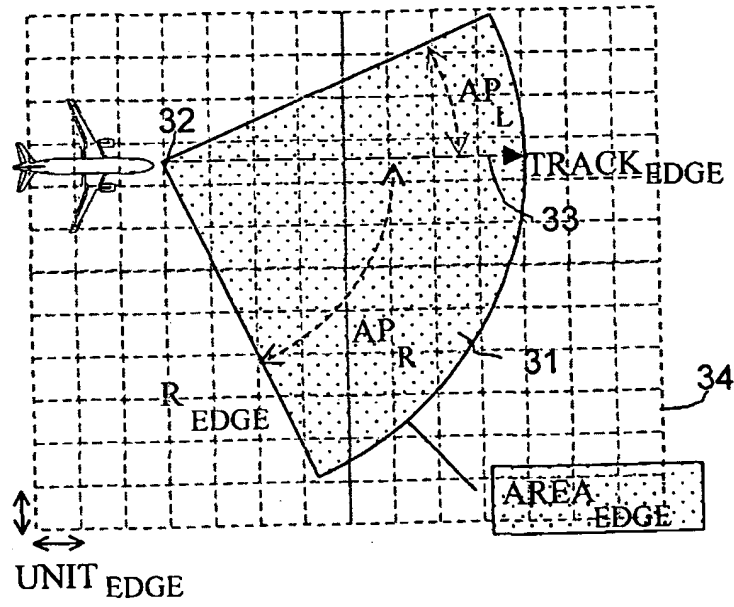 32
AP L
TRACK EDGE
33
AP R
31
R EDGE
34
AREA EDGE
UNIT EDGE